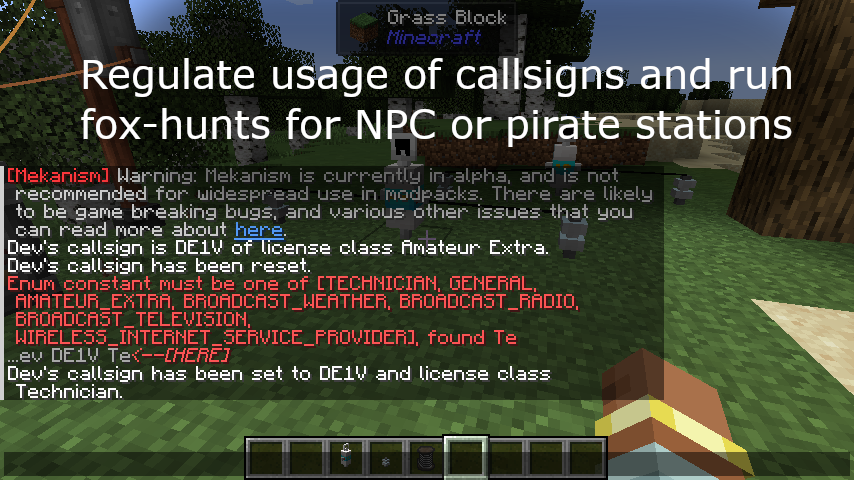 Grass Block
Minecraft
Regulate usage of callsigns and run
fox-hunts for NPC or pirate stations
[Mekanism] Warning: Mekanism is currently in alpha, and is not
recommended for widespread use in modpacks. There are likely
to be game breaking bugs, and various other issues that you
can read more about here.
Dev's callsign is DE1V of license class Amateur Extra.
Dev's callsign has been reset.
Enum constant must be one of [TECHNICIAN, GENERAL,
AMATEUR_EXTRA, BROADCAST_WEATHER, BROADCAST_RADIO,
BROADCAST_TELEVISION,
WIRELESS_INTERNET_SERVICE_PROVIDER], found Te
...ev DE1V Te<--[HERE]
Dev's callsign has been set to DE1V and license class
Technician.